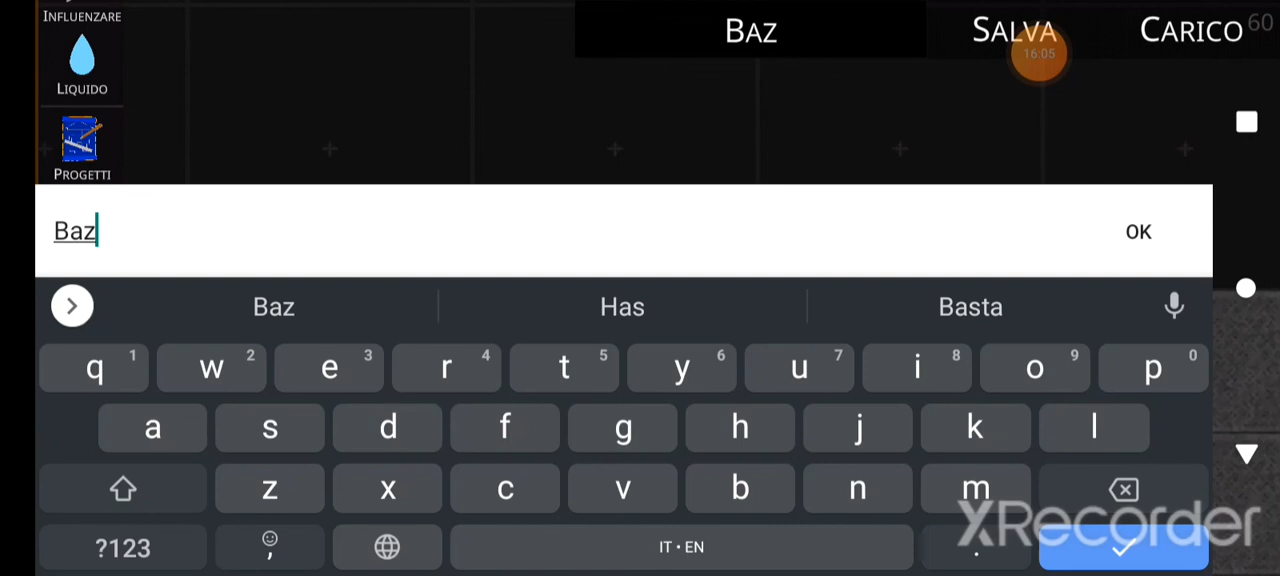 INFLUENZARE
LIQUIDO
PROGETTI
BAZ
SALVA
CARICO
60
16:05
Baz
OK
Baz
Has
Basta
q 1 w 2 e 3 r 4 t 5 y 6 u 7 i 8 o 9 p 0
a s d f g h j k l
z x c v b n m
?123 , IT • EN .
XRecorder